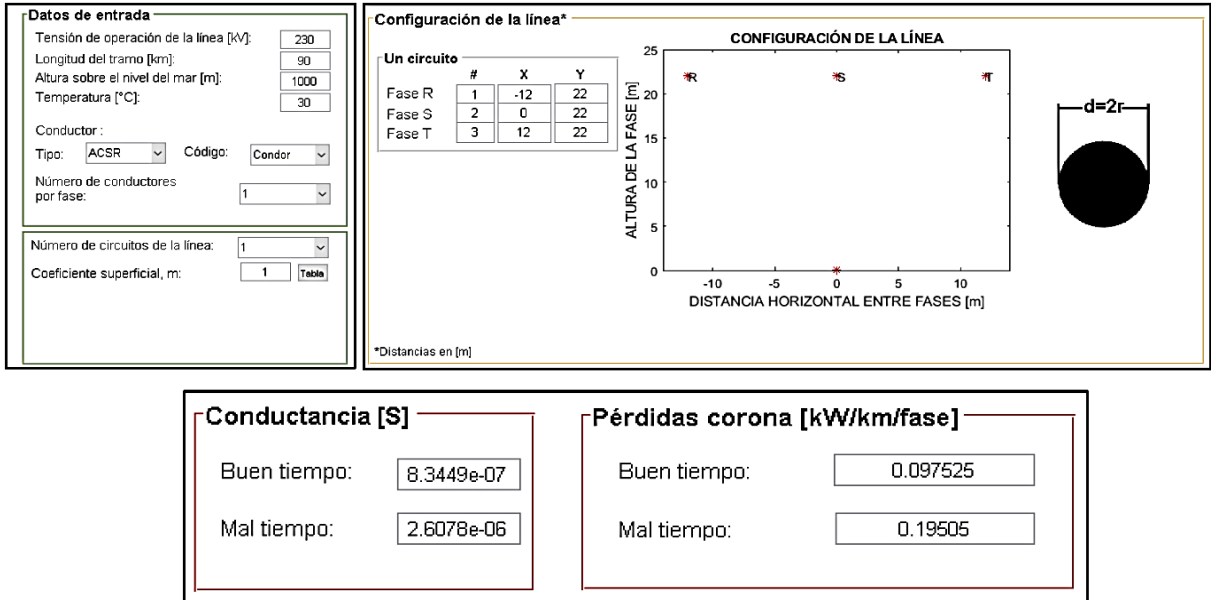 Datos de entrada
Tensión de operación de la línea [kV]: 230
Longitud del tramo [km]: 90
Altura sobre el nivel del mar [m]: 1000
Temperatura [°C]: 30
Conductor :
Tipo: ACSR Código: Condor
Número de conductores
por fase: 1
Número de circuitos de la línea: 1
Coeficiente superficial, m: 1 Tabla
Configuración de la línea*
Un circuito
# X Y
Fase R 1 -12 22
Fase S 2 0 22
Fase T 3 12 22
CONFIGURACIÓN DE LA LÍNEA
ALTURA DE LA FASE [m]
25
20
15
10
5
0
R S T
-10 -5 0 5 10
DISTANCIA HORIZONTAL ENTRE FASES [m]
d=2r
*Distancias en [m]
Conductancia [S]
Buen tiempo: 8.3449e-07
Mal tiempo: 2.6078e-06
Pérdidas corona [kW/km/fase]
Buen tiempo: 0.097525
Mal tiempo: 0.19505